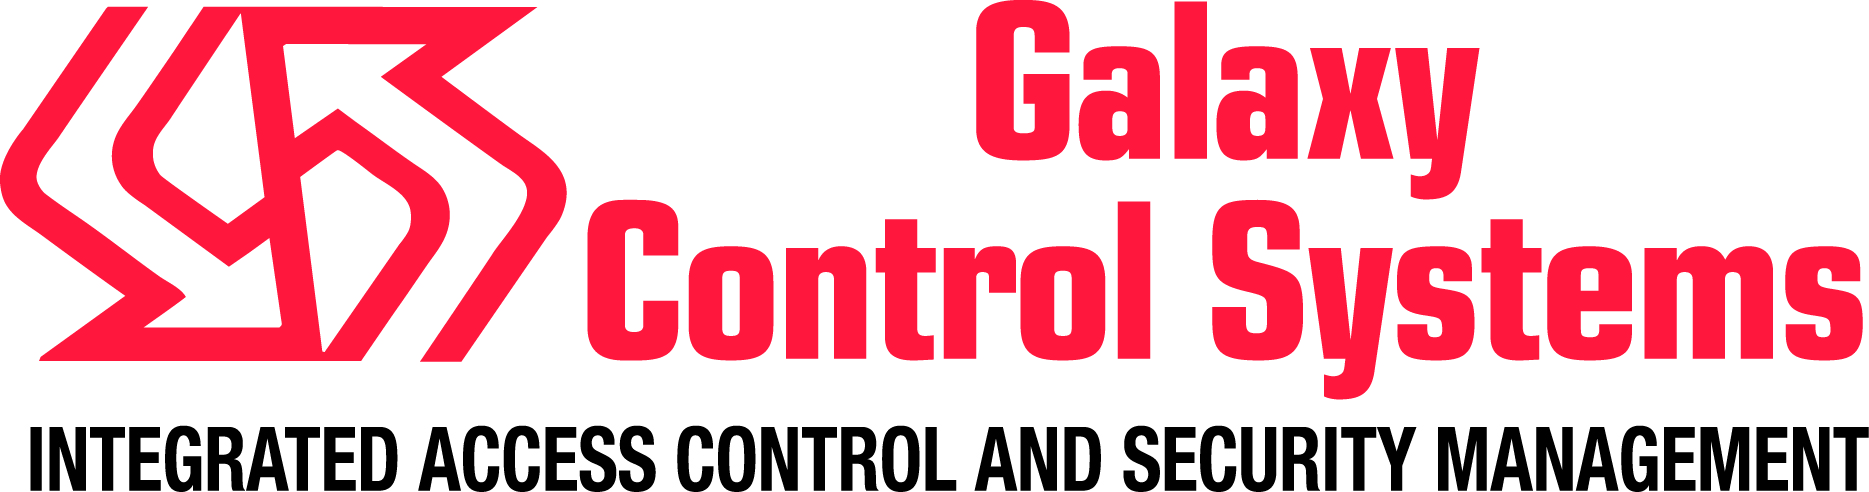 Galaxy
Control Systems
INTEGRATED ACCESS CONTROL AND SECURITY MANAGEMENT